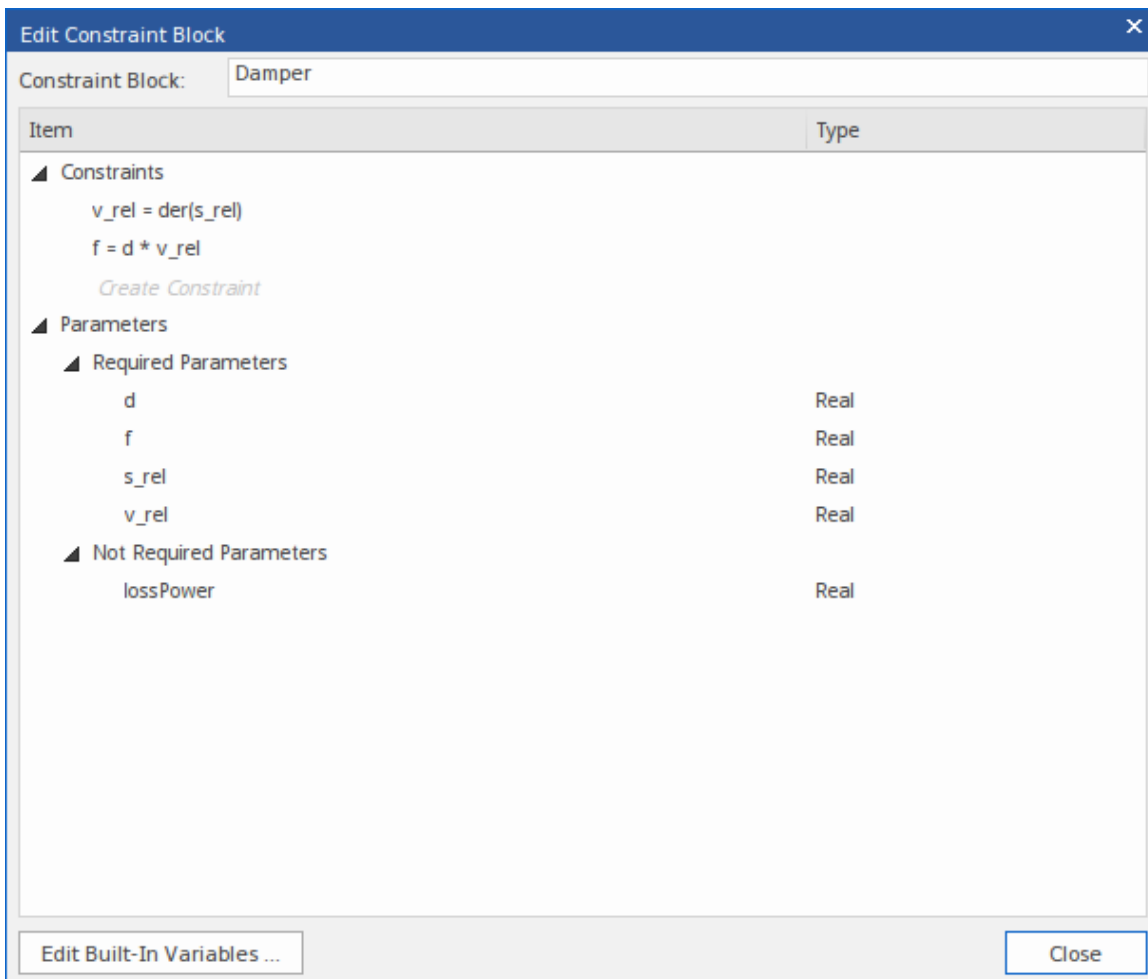 Edit Constraint Block
Constraint Block: Damper
Item Type
Constraints
v_rel = der(s_rel)
f = d * v_rel
Create Constraint
Parameters
Required Parameters
d Real
f Real
s_rel Real
v_rel Real
Not Required Parameters
lossPower Real
Edit Built-In Variables ... Close